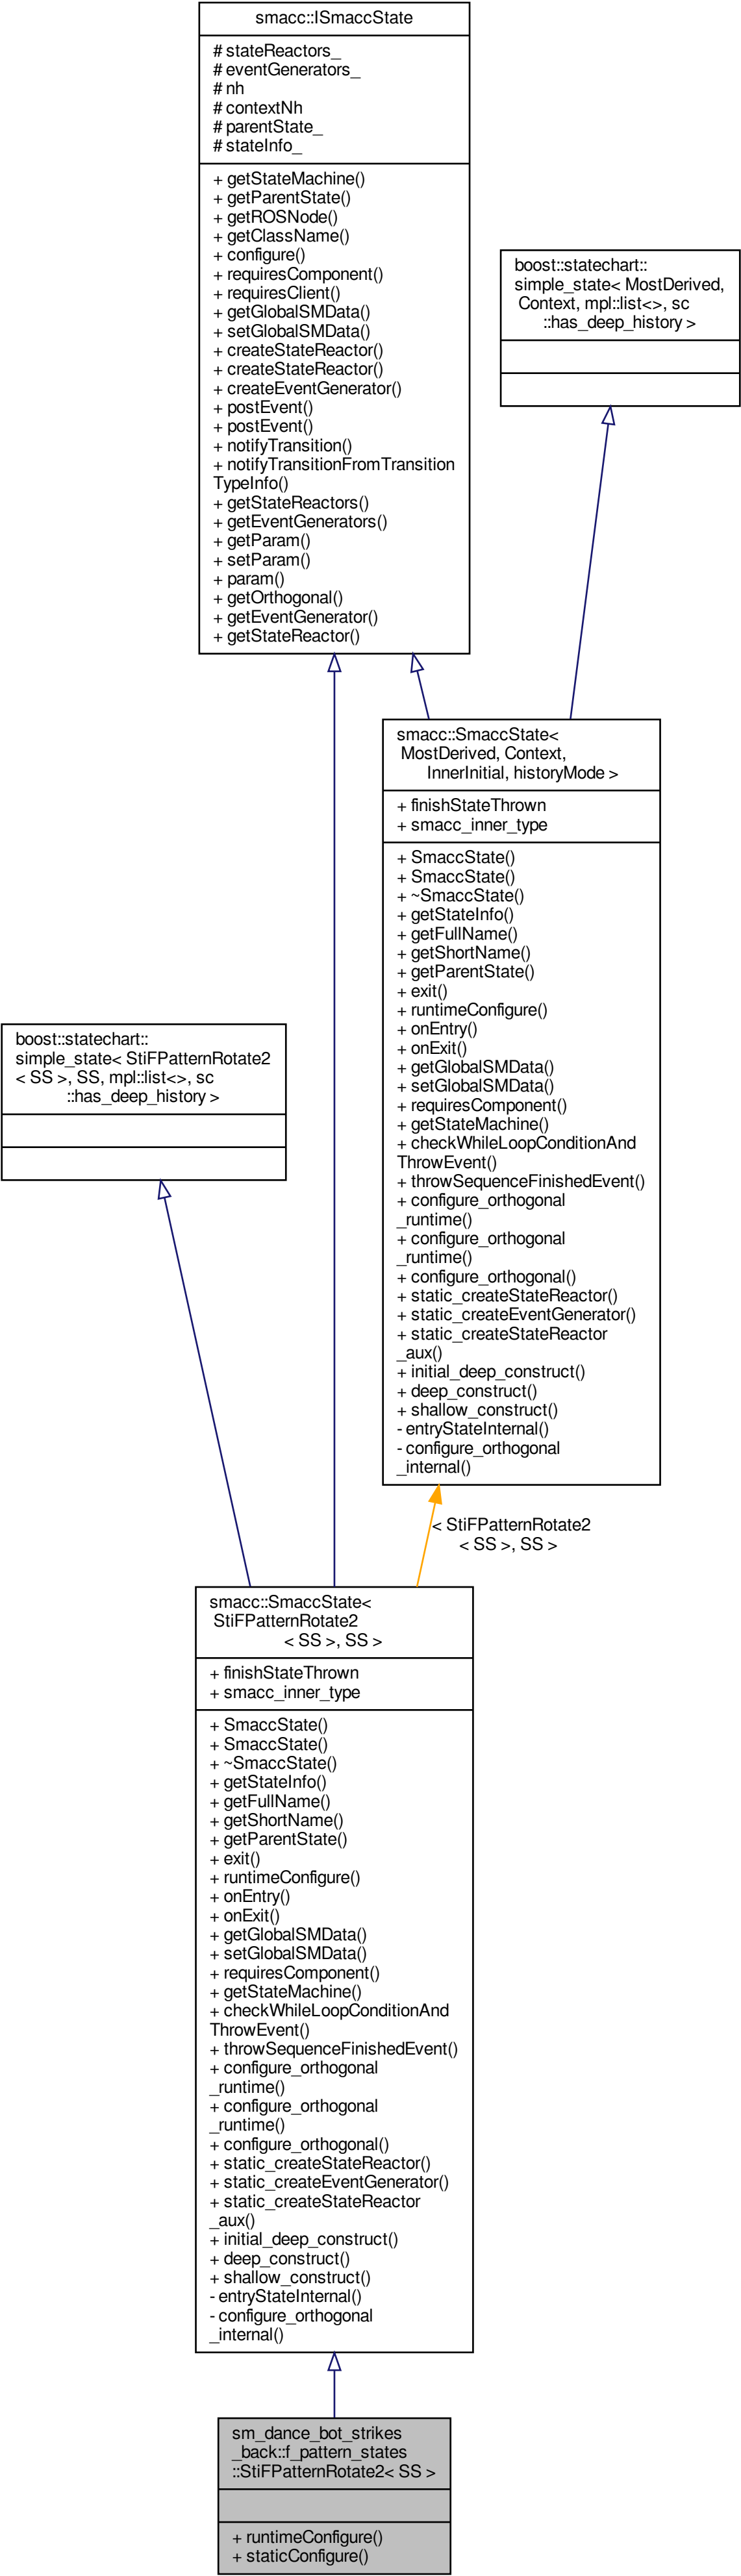 smacc::ISmaccState
# stateReactors_
# eventGenerators_
# nh
# contextNh
# parentState_
# stateInfo_
+ getStateMachine()
+ getParentState()
+ getROSNode()
+ getClassName()
+ configure()
+ requiresComponent()
+ requiresClient()
+ getGlobalSMData()
+ setGlobalSMData()
+ createStateReactor()
+ createStateReactor()
+ createEventGenerator()
+ postEvent()
+ postEvent()
+ notifyTransition()
+ notifyTransitionFromTransition
TypeInfo()
+ getStateReactors()
+ getEventGenerators()
+ getParam()
+ setParam()
+ param()
+ getOrthogonal()
+ getEventGenerator()
+ getStateReactor()
boost::statechart::
simple_state< MostDerived,
Context, mpl::list<>, sc
::has_deep_history >
smacc::SmaccState<
MostDerived, Context,
InnerInitial, historyMode >
+ finishStateThrown
+ smacc_inner_type
+ SmaccState()
+ SmaccState()
+ ~SmaccState()
+ getStateInfo()
+ getFullName()
+ getShortName()
+ getParentState()
+ exit()
+ runtimeConfigure()
+ onEntry()
+ onExit()
+ getGlobalSMData()
+ setGlobalSMData()
+ requiresComponent()
+ getStateMachine()
+ checkWhileLoopConditionAnd
ThrowEvent()
+ throwSequenceFinishedEvent()
+ configure_orthogonal
_runtime()
+ configure_orthogonal
_runtime()
+ configure_orthogonal()
+ static_createStateReactor()
+ static_createEventGenerator()
+ static_createStateReactor
_aux()
+ initial_deep_construct()
+ deep_construct()
+ shallow_construct()
- entryStateInternal()
- configure_orthogonal
_internal()
boost::statechart::
simple_state< StiFPatternRotate2
< SS >, SS, mpl::list<>, sc
::has_deep_history >
< StiFPatternRotate2
< SS >, SS >
smacc::SmaccState<
StiFPatternRotate2
< SS >, SS >
+ finishStateThrown
+ smacc_inner_type
+ SmaccState()
+ SmaccState()
+ ~SmaccState()
+ getStateInfo()
+ getFullName()
+ getShortName()
+ getParentState()
+ exit()
+ runtimeConfigure()
+ onEntry()
+ onExit()
+ getGlobalSMData()
+ setGlobalSMData()
+ requiresComponent()
+ getStateMachine()
+ checkWhileLoopConditionAnd
ThrowEvent()
+ throwSequenceFinishedEvent()
+ configure_orthogonal
_runtime()
+ configure_orthogonal
_runtime()
+ configure_orthogonal()
+ static_createStateReactor()
+ static_createEventGenerator()
+ static_createStateReactor
_aux()
+ initial_deep_construct()
+ deep_construct()
+ shallow_construct()
- entryStateInternal()
- configure_orthogonal
_internal()
sm_dance_bot_strikes
_back::f_pattern_states
::StiFPatternRotate2< SS >
+ runtimeConfigure()
+ staticConfigure()